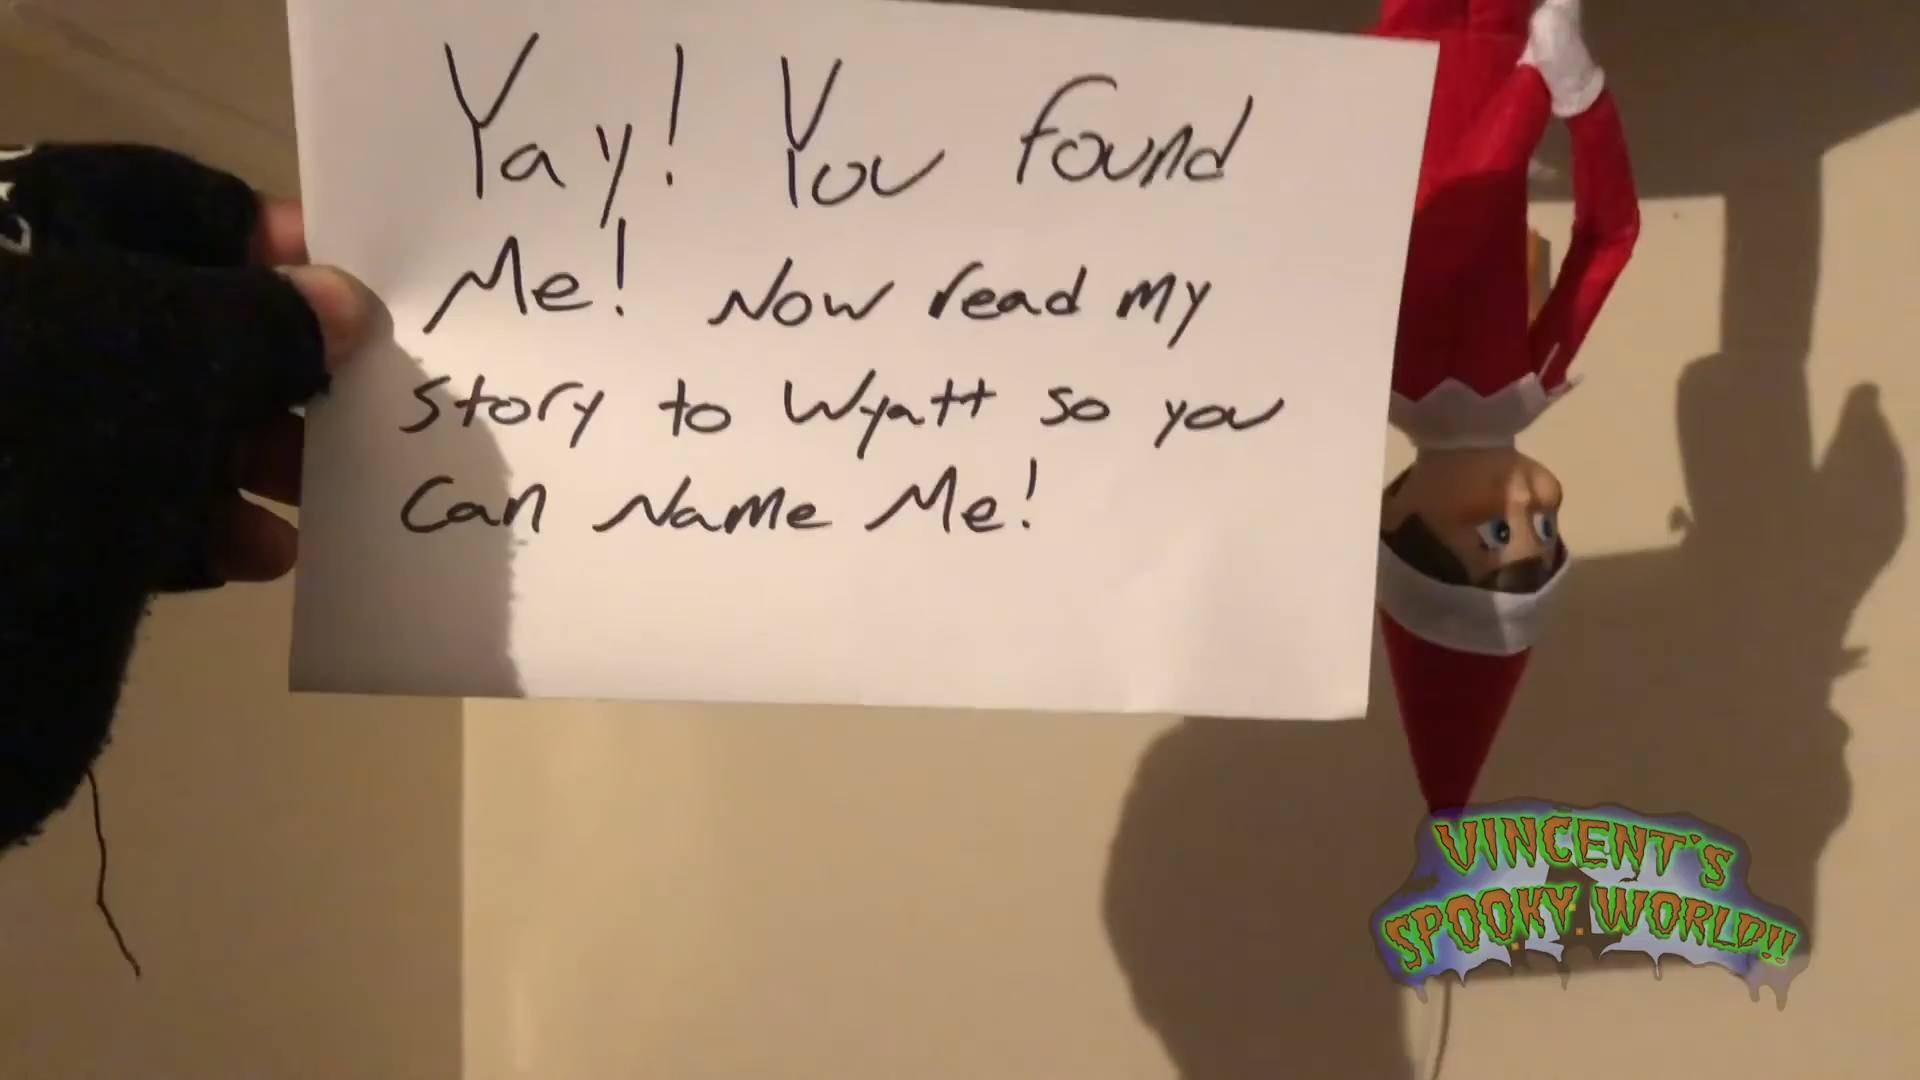 Yay! You found
Me! Now read my
story to Wyatt so you
Can Name Me!
VINCENT'S
SPOOKY WORLD!!